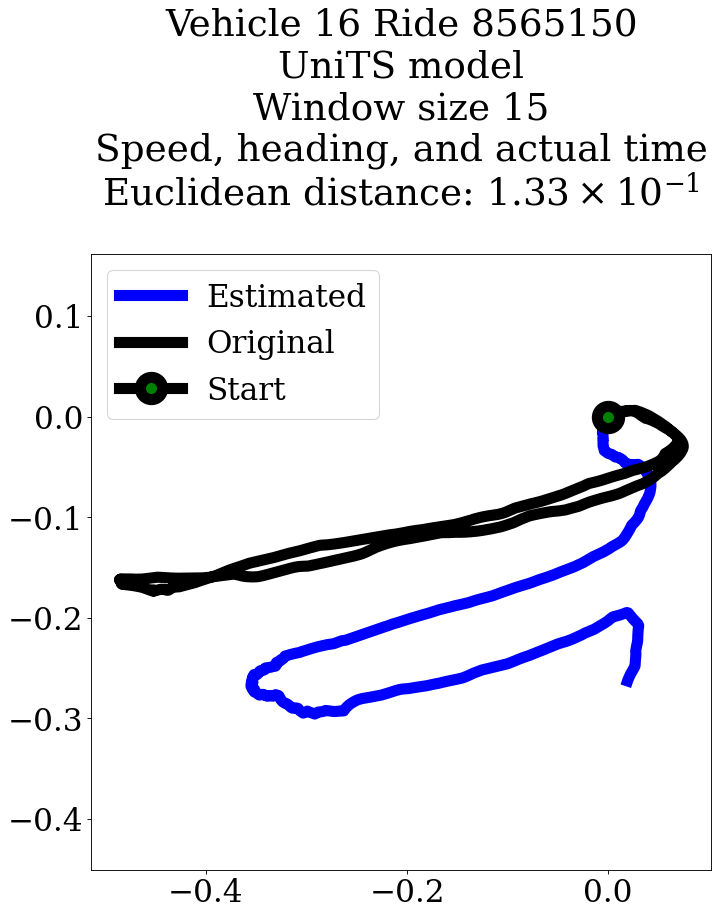 Vehicle 16 Ride 8565150
UniTS model
Window size 15
Speed, heading, and actual time
Euclidean distance: 1.33 × 10⁻¹
Estimated
Original
Start
0.1
0.0
−0.1
−0.2
−0.3
−0.4
−0.4
−0.2
0.0